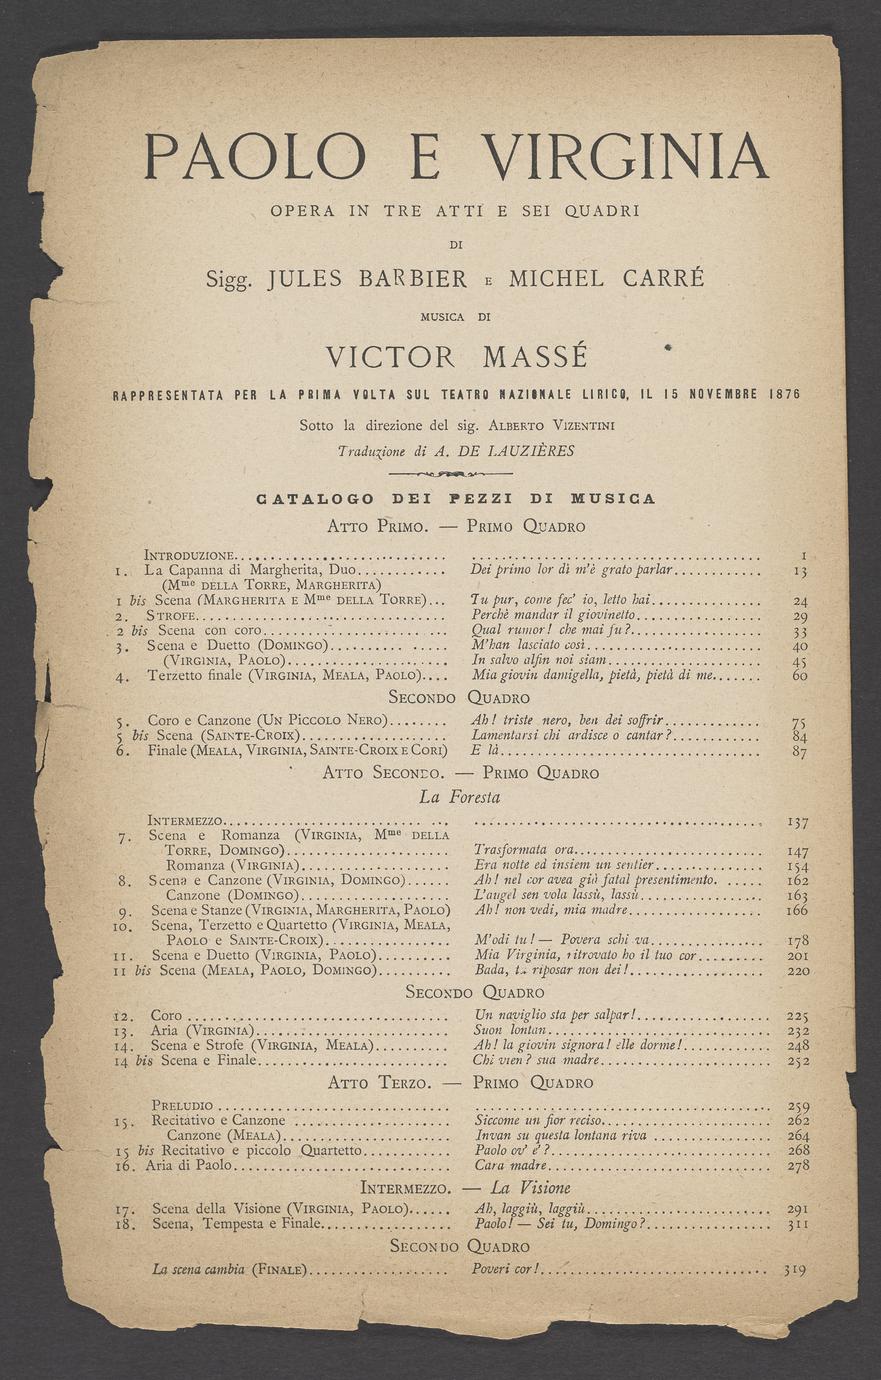 PAOLO E VIRGINIA
OPERA IN TRE ATTI E SEI QUADRI
DI
Sigg. JULES BARBIER E MICHEL CARRÉ
MUSICA DI
VICTOR MASSÉ
RAPPRESENTATA PER LA PRIMA VOLTA SUL TEATRO NAZIONALE LIRICO, IL 15 NOVEMBRE 1876
Sotto la direzione del sig. ALBERTO VIZENTINI
Traduzione di A. DE LAUZIÈRES
CATALOGO DEI PEZZI DI MUSICA
ATTO PRIMO. — PRIMO QUADRO
INTRODUZIONE........................... .................................... 1
1. La Capanna di Margherita, Duo............ Dei primo lor dì m'è grato parlar............ 13
(Mme DELLA TORRE, MARGHERITA)
1 bis Scena (MARGHERITA E Mme DELLA TORRE)... Tu pur, come fec' io, letto hai............... 24
2. STROFE................................ Perchè mandar il giovinetto................. 29
2 bis Scena con coro........................ Qual rumor! che mai fu?.................. 33
3. Scena e Duetto (DOMINGO)............... M'han lasciato così........................ 40
(VIRGINIA, PAOLO)..................... In salvo alfin noi siam..................... 45
4. Terzetto finale (VIRGINIA, MEALA, PAOLO).... Mia giovin damigella, pietà, pietà di me....... 60
SECONDO QUADRO
5. Coro e Canzone (UN PICCOLO NERO)........ Ah! triste nero, ben dei soffrir............. 75
5 bis Scena (SAINTE-CROIX)................... Lamentarsi chi ardisce o cantar?............ 84
6. Finale (MEALA, VIRGINIA, SAINTE-CROIX E CORI) E là................................... 87
ATTO SECONDO. — PRIMO QUADRO
La Foresta
INTERMEZZO........................... .................................... 137
7. Scena e Romanza (VIRGINIA, Mme DELLA
TORRE, DOMINGO)..................... Trasformata ora......................... 147
Romanza (VIRGINIA)................... Era notte ed insiem un sentier.............. 154
8. Scena e Canzone (VIRGINIA, DOMINGO)...... Ah! nel cor avea già fatal presentimento. ..... 162
Canzone (DOMINGO)..................... L'augel sen vola lassù, lassù................ 163
9. Scena e Stanze (VIRGINIA, MARGHERITA, PAOLO) Ah! non vedi, mia madre.................. 166
10. Scena, Terzetto e Quartetto (VIRGINIA, MEALA,
PAOLO e SAINTE-CROIX)................ M'odi tu! — Povera schiava............... 178
11. Scena e Duetto (VIRGINIA, PAOLO).......... Mia Virginia, ritrovato ho il tuo cor......... 201
11 bis Scena (MEALA, PAOLO, DOMINGO).......... Bada, tu riposar non dei!.................. 220
SECONDO QUADRO
12. Coro .................................. Un naviglio sta per salpar!................. 225
13. Aria (VIRGINIA)......................... Suon lontan............................. 232
14. Scena e Strofe (VIRGINIA, MEALA).......... Ah! la giovin signora! elle dorme!........... 248
14 bis Scena e Finale......................... Chi vien? sua madre...................... 252
ATTO TERZO. — PRIMO QUADRO
PRELUDIO .............................. ...................................... 259
15. Recitativo e Canzone .................... Siccome un fior reciso...................... 262
Canzone (MEALA)...................... Invan su questa lontana riva ............... 264
15 bis Recitativo e piccolo Quartetto............ Paolo ov' è?............................ 268
16. Aria di Paolo............................ Cara madre............................. 278
INTERMEZZO. — La Visione
17. Scena della Visione (VIRGINIA, PAOLO)...... Ah, laggiù, laggiù........................ 291
18. Scena, Tempesta e Finale.................. Paolo! — Sei tu, Domingo?................. 311
SECONDO QUADRO
La scena cambia (FINALE).................... Poveri cor!............................. 319